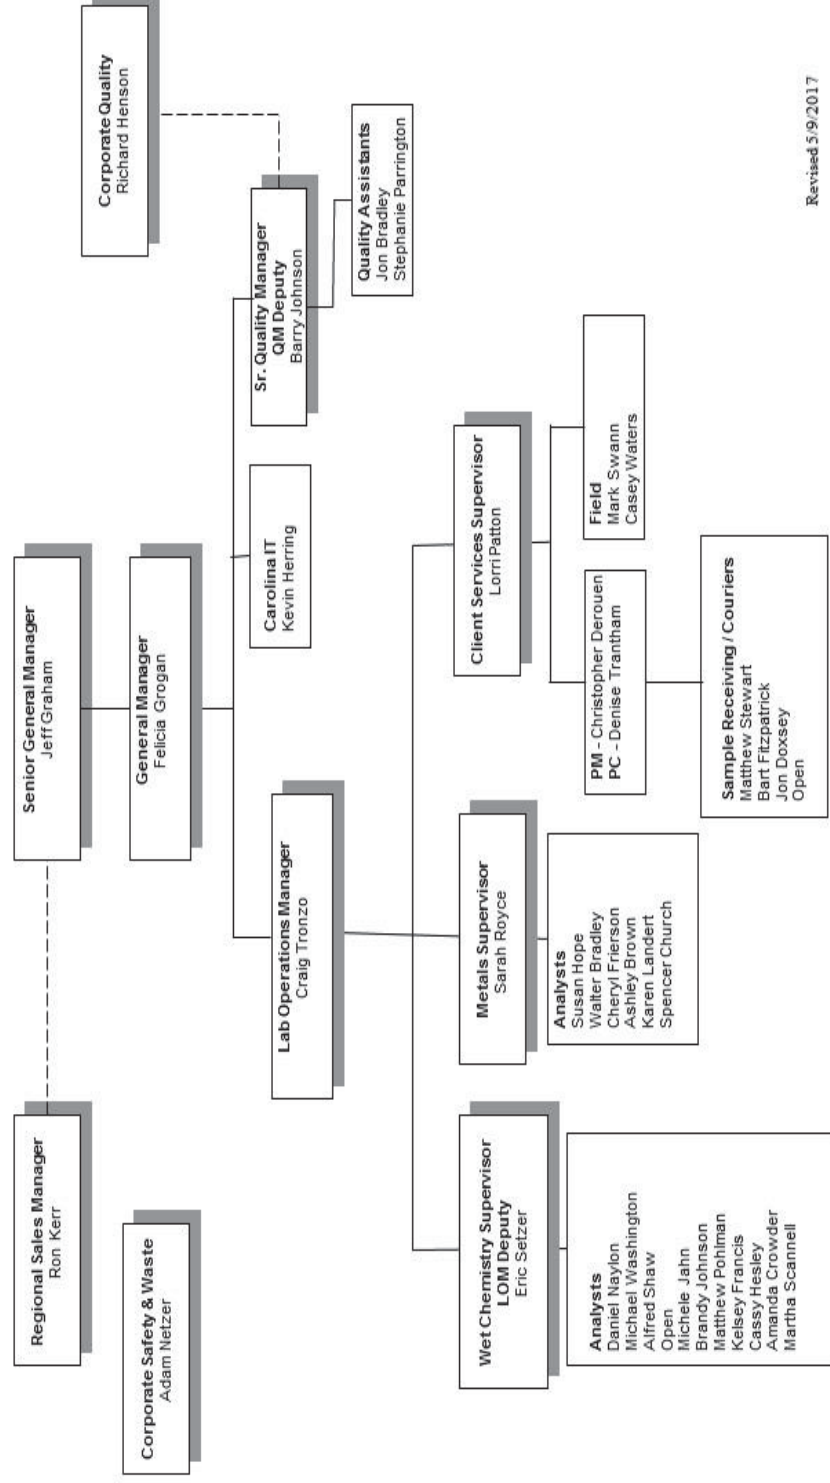 Corporate Quality
Richard Henson
Senior General Manager
Jeff Graham
Regional Sales Manager
Ron Kerr
General Manager
Felicia Grogan
Corporate Safety & Waste
Adam Netzer
Carolina IT
Kevin Herring
Sr. Quality Manager
QM Deputy
Barry Johnson
Lab Operations Manager
Craig Tronzo
Quality Assistants
Jon Bradley
Stephanie Parrington
Wet Chemistry Supervisor
LOM Deputy
Eric Setzer
Metals Supervisor
Sarah Royce
Client Services Supervisor
Lorri Patton
Analysts
Daniel Naylon
Michael Washington
Alfred Shaw
Open
Michele Jahn
Brandy Johnson
Matthew Pohlman
Kelsey Francis
Cassy Hesley
Amanda Crowder
Martha Scannell
Analysts
Susan Hope
Walter Bradley
Cheryl Frierson
Ashley Brown
Karen Landert
Spencer Church
PM - Christopher Derouen
PC - Denise Trantham
Field
Mark Swann
Casey Waters
Sample Receiving / Couriers
Matthew Stewart
Bart Fitzpatrick
Jon Doxsey
Open
Revised 5/9/2017